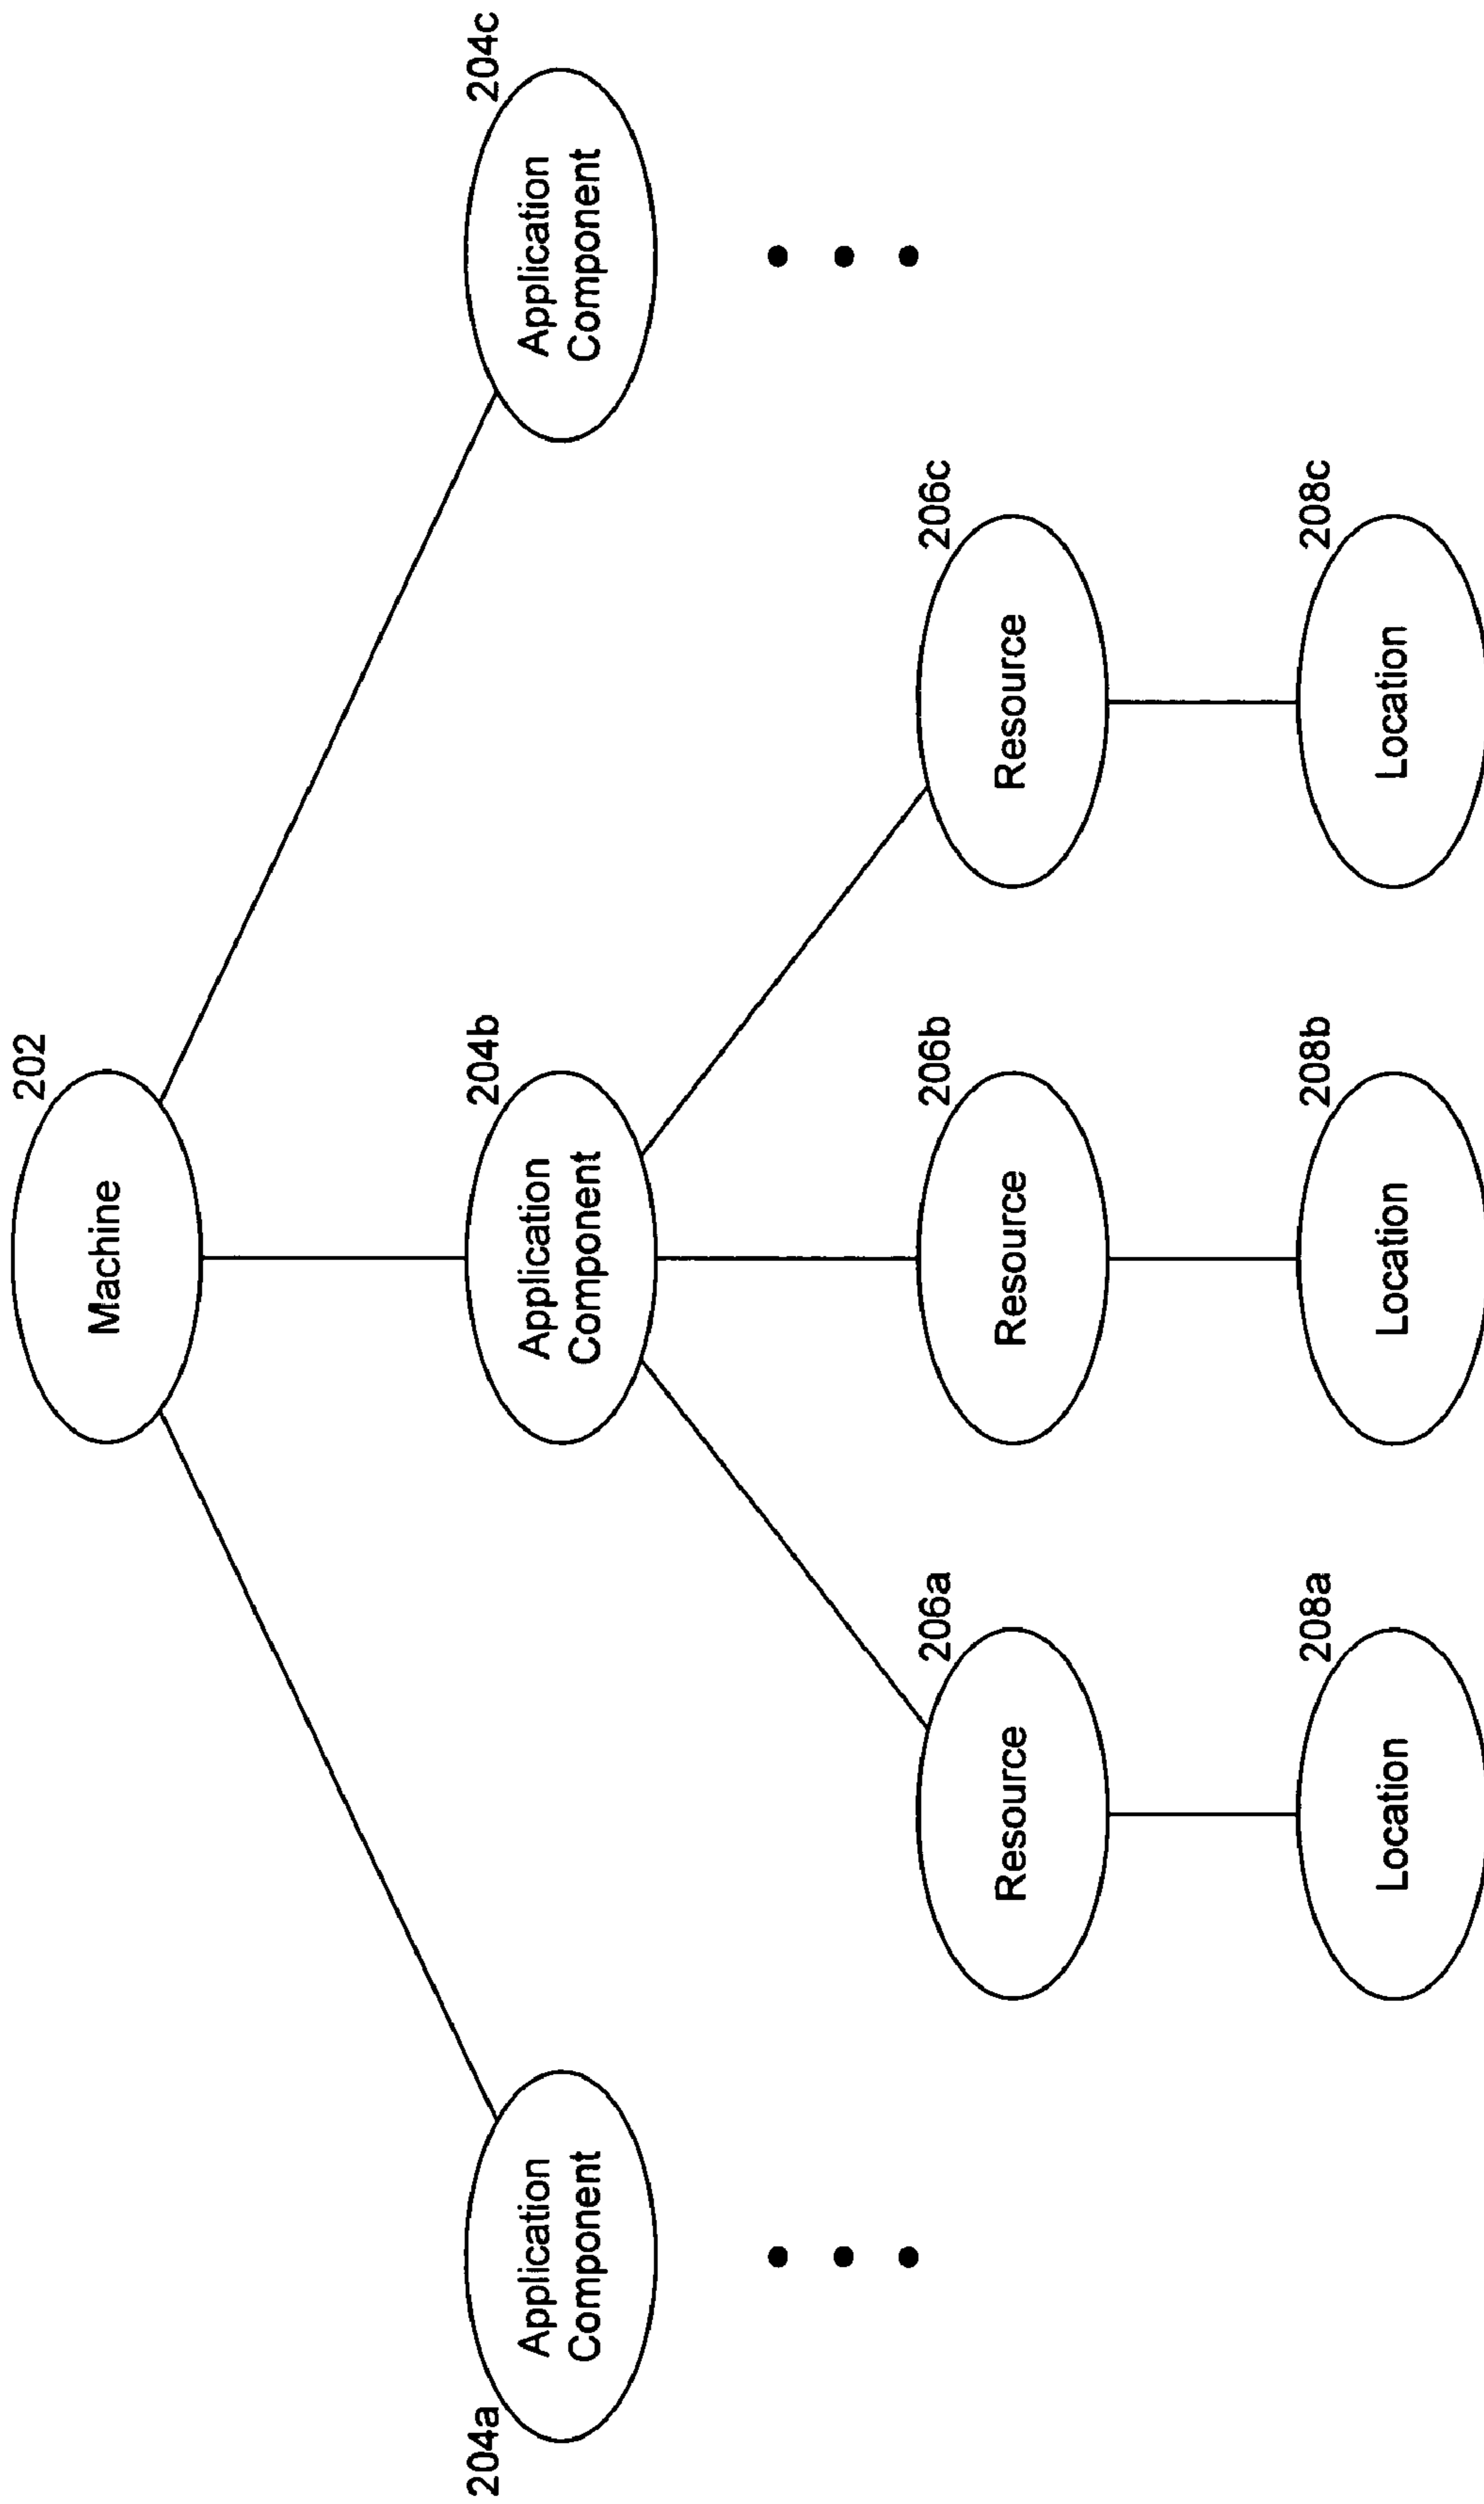 202
Machine
204a
Application
Component
204b
Application
Component
204c
Application
Component
206a
Resource
206b
Resource
206c
Resource
208a
Location
208b
Location
208c
Location